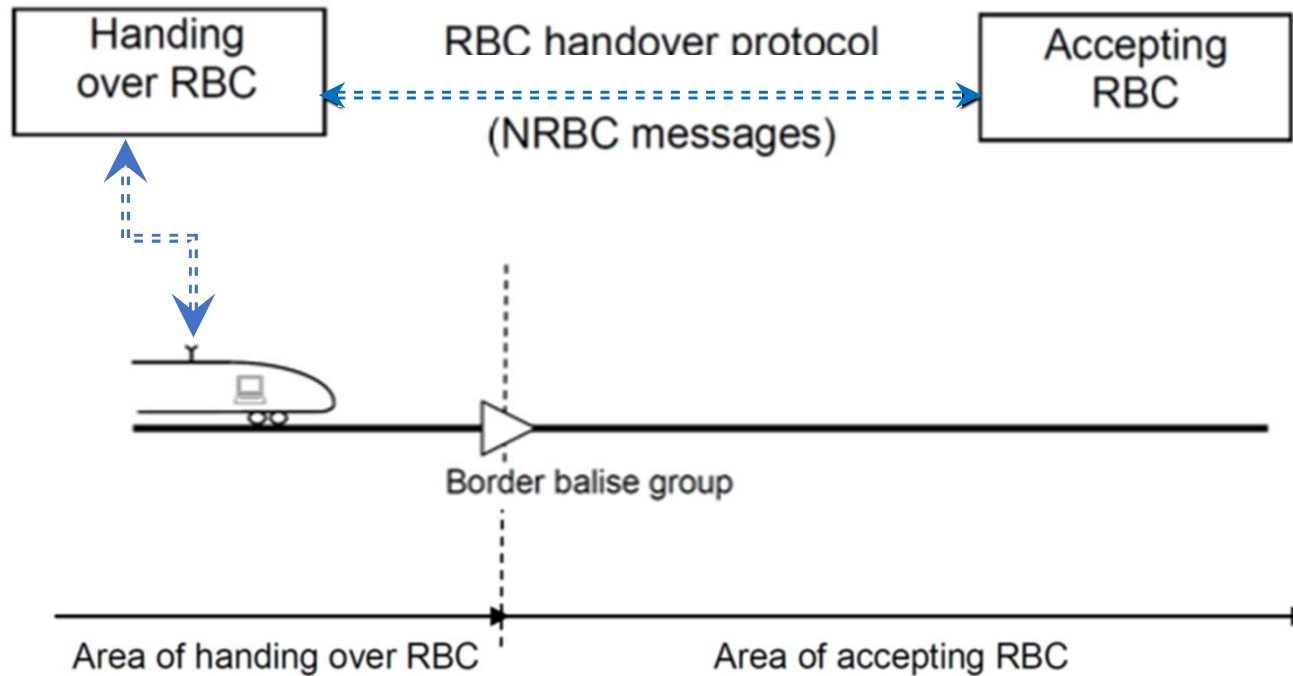 Handing
over RBC
RBC handover protocol
(NRBC messages)
Accepting
RBC
Border balise group
Area of handing over RBC
Area of accepting RBC